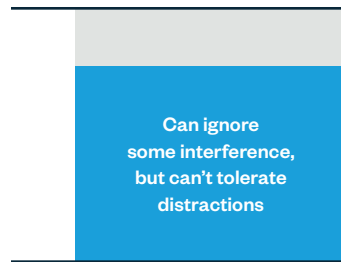 Can ignore
some interference,
but can’t tolerate
distractions